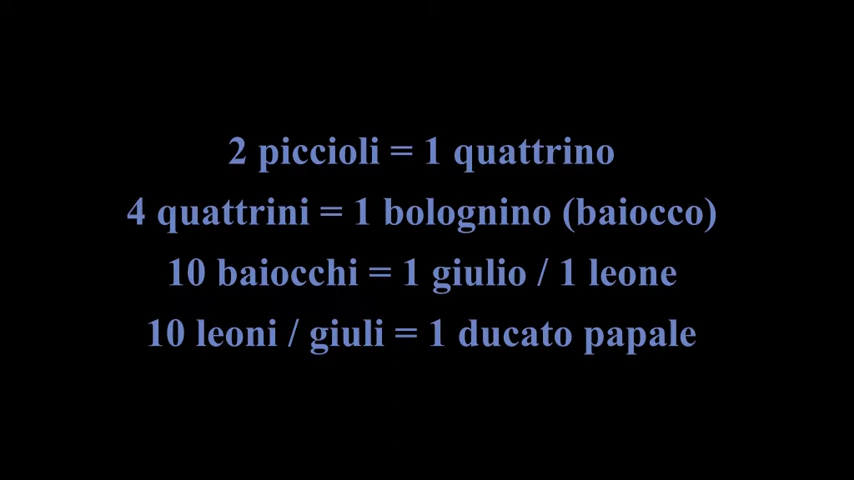 2 piccioli = 1 quattrino
4 quattrini = 1 bolognino (baiocco)
10 baiocchi = 1 giulio / 1 leone
10 leoni / giuli = 1 ducato papale